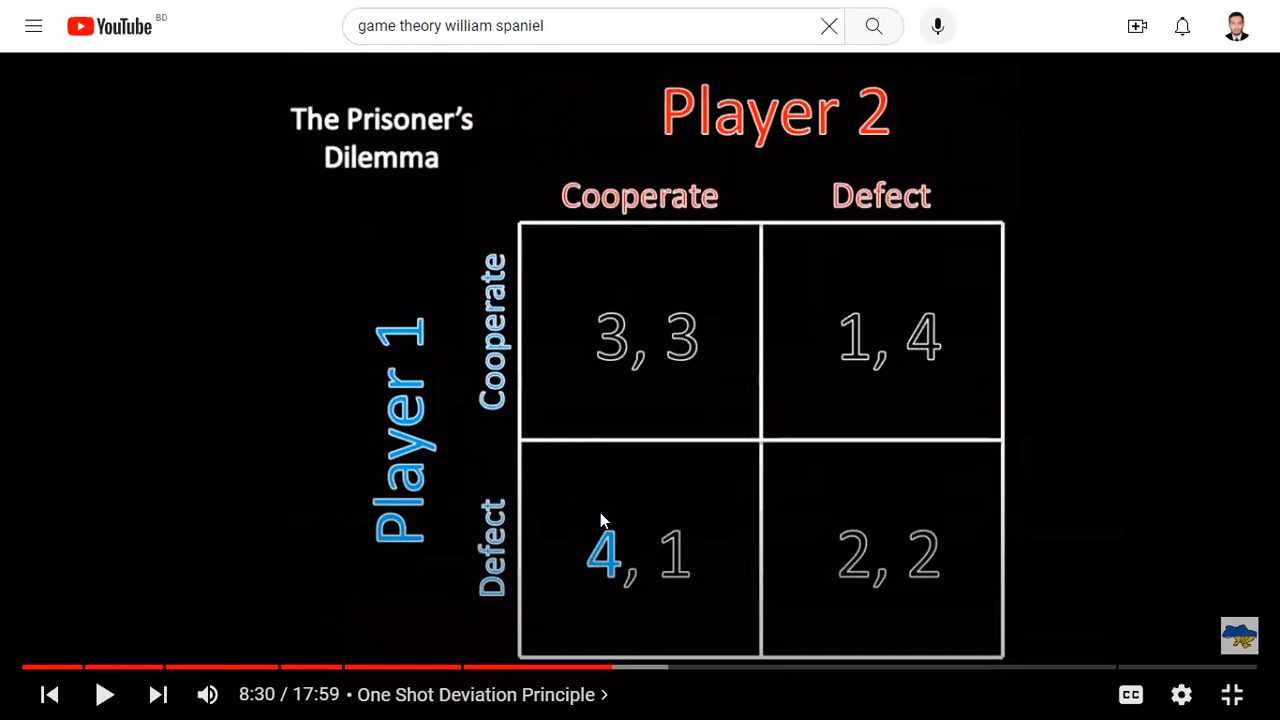 YouTube BD
game theory william spaniel
The Prisoner's
Dilemma
Player 2
Cooperate Defect
Player 1
Cooperate
3, 3 1, 4
Defect
4, 1 2, 2
8:30 / 17:59 • One Shot Deviation Principle >
CC